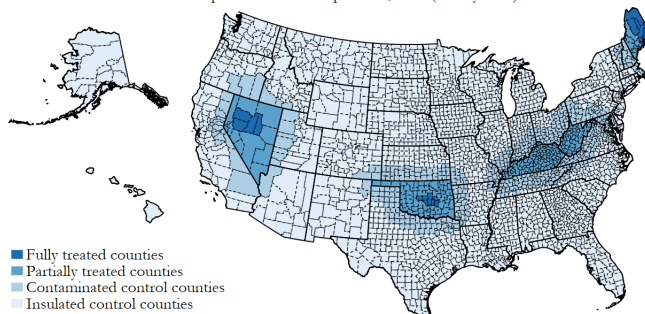 Fully treated counties
Partially treated counties
Contaminated control counties
Insulated control counties